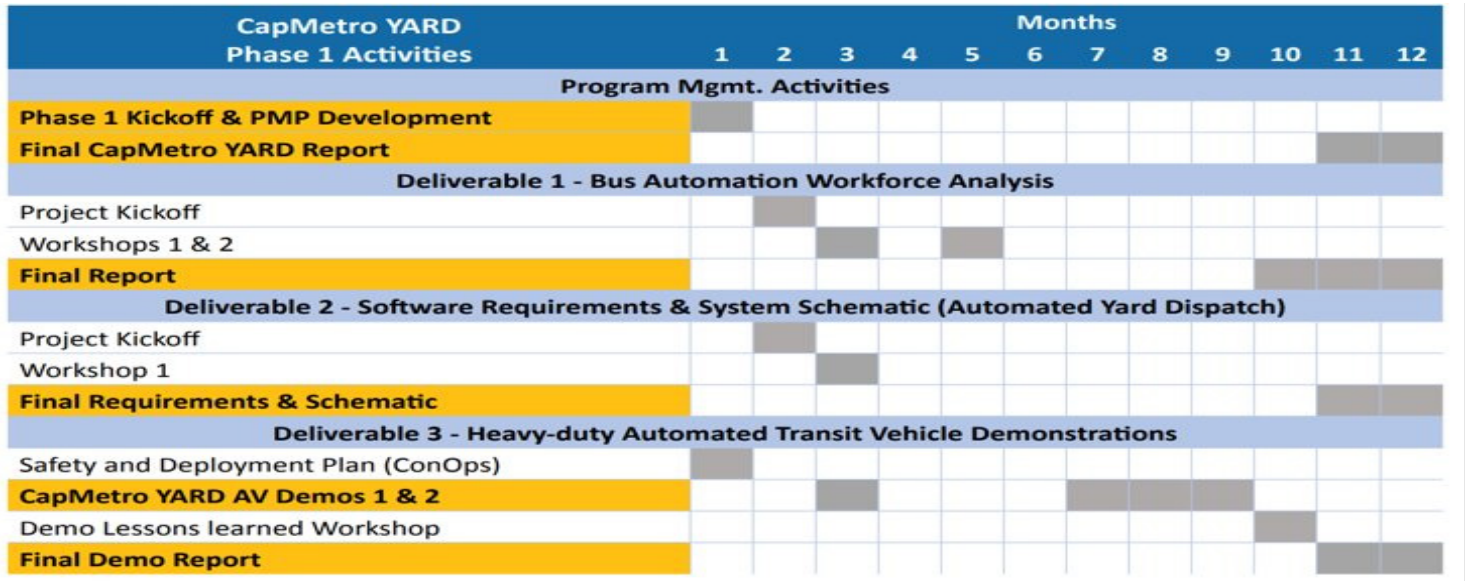 CapMetro YARD
Phase 1 Activities
Months
1 2 3 4 5 6 7 8 9 10 11 12
Program Mgmt. Activities
Phase 1 Kickoff & PMP Development
Final CapMetro YARD Report
Deliverable 1 - Bus Automation Workforce Analysis
Project Kickoff
Workshops 1 & 2
Final Report
Deliverable 2 - Software Requirements & System Schematic (Automated Yard Dispatch)
Project Kickoff
Workshop 1
Final Requirements & Schematic
Deliverable 3 - Heavy-duty Automated Transit Vehicle Demonstrations
Safety and Deployment Plan (ConOps)
CapMetro YARD AV Demos 1 & 2
Demo Lessons learned Workshop
Final Demo Report